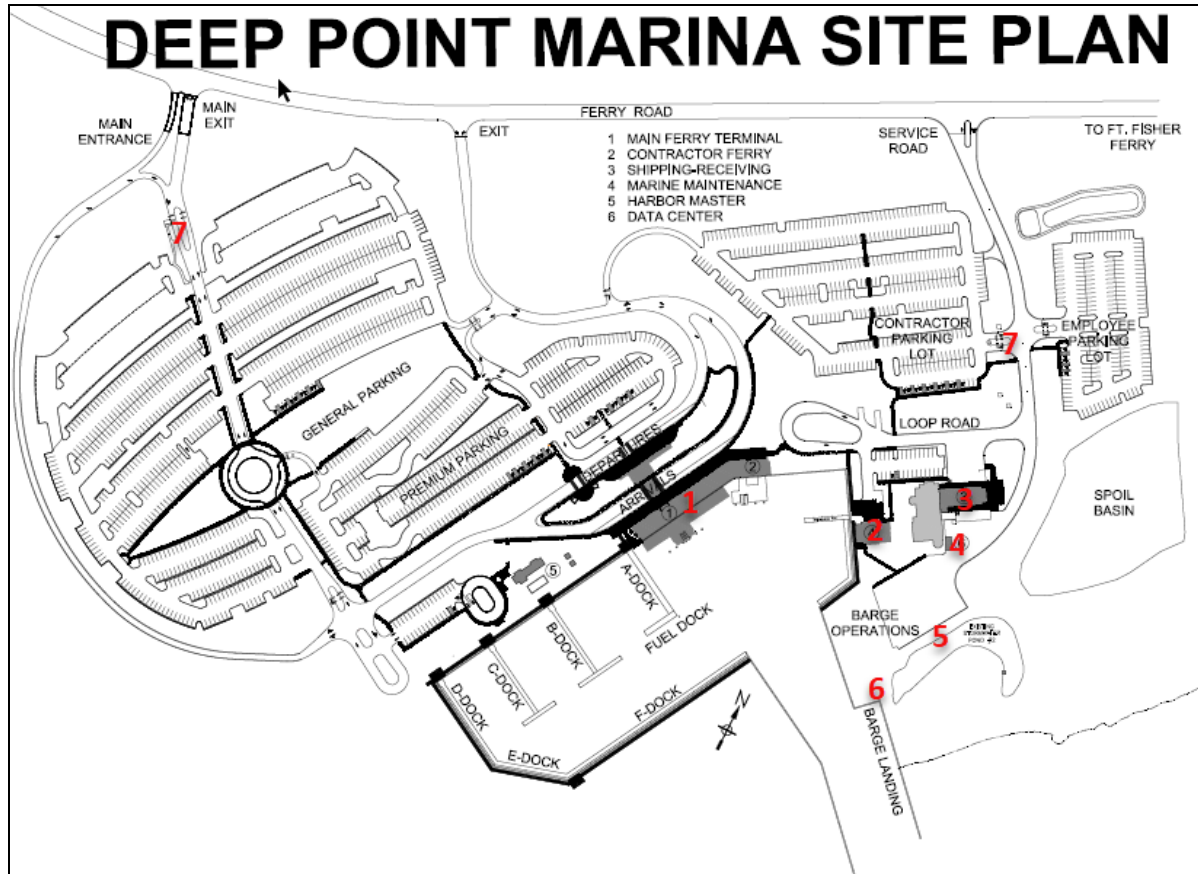 DEEP POINT MARINA SITE PLAN
MAIN ENTRANCE
MAIN EXIT
EXIT
FERRY ROAD
1 MAIN FERRY TERMINAL
2 CONTRACTOR FERRY
3 SHIPPING-RECEIVING
4 MARINE MAINTENANCE
5 HARBOR MASTER
6 DATA CENTER
SERVICE ROAD
TO FT. FISHER FERRY
7
GENERAL PARKING
PREMIUM PARKING
DEPARTURES
ARRIVALS
1
1
2
CONTRACTOR PARKING LOT
7
EMPLOYEE PARKING LOT
LOOP ROAD
3
2
4
SPOIL BASIN
5
A-DOCK
B-DOCK
C-DOCK
D-DOCK
E-DOCK
F-DOCK
FUEL DOCK
N
BARGE OPERATIONS
5
6
BARGE LANDING